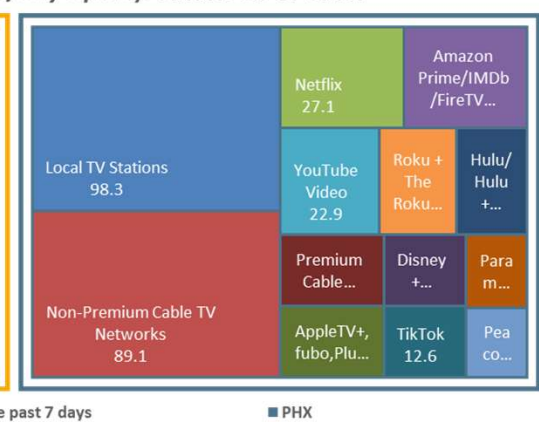 Local TV Stations
98.3
Non-Premium Cable TV
Networks
89.1
Netflix
27.1
Amazon
Prime/IMDb
/FireTV...
YouTube
Video
22.9
Roku +
The
Roku...
Hulu/
Hulu
+...
Premium
Cable...
Disney
+...
Para
m...
AppleTV+,
fubo,Plu...
TikTok
12.6
Pea
co...
past 7 days
PHX